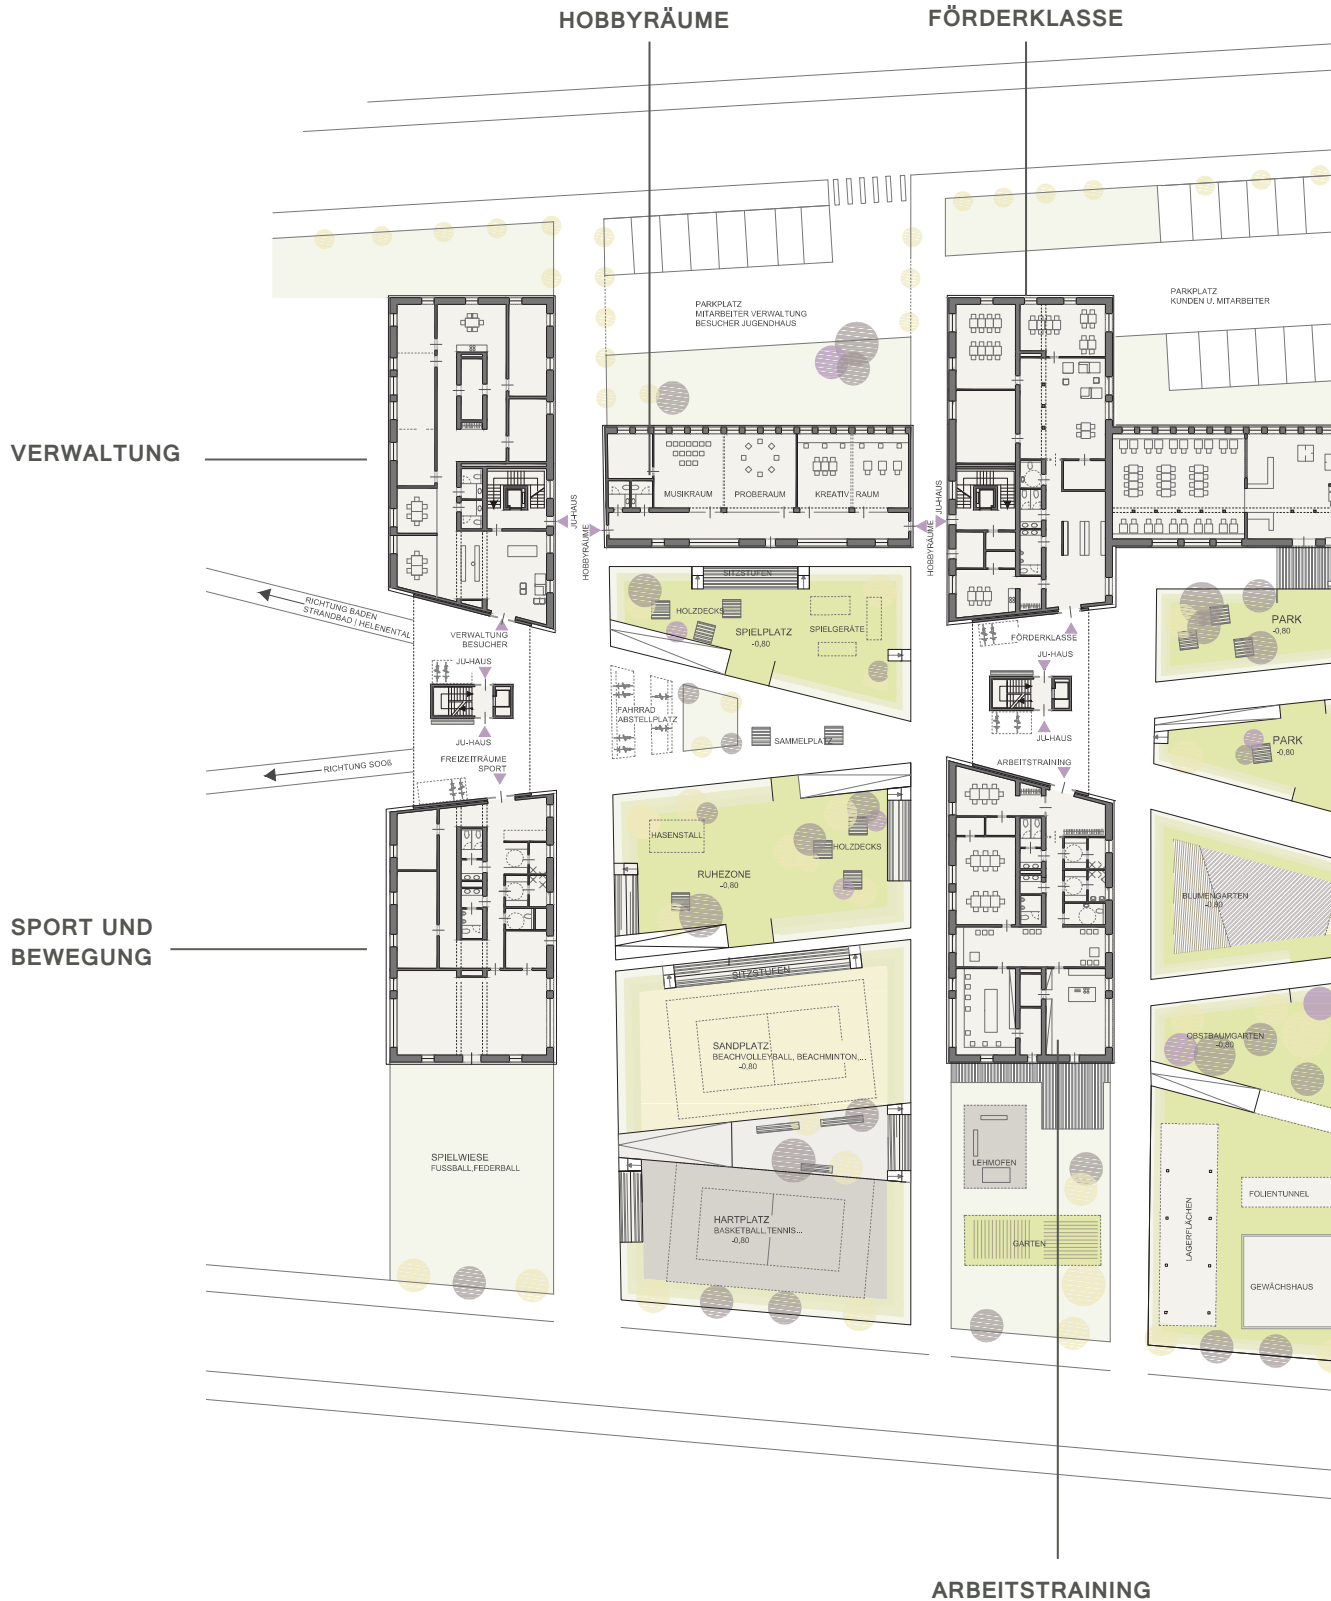 HOBBYRÄUME
FÖRDERKLASSE
PARKPLATZ
MITARBEITER VERWALTUNG
BESUCHER JUGENDHAUS
PARKPLATZ
KUNDEN U. MITARBEITER
VERWALTUNG
MUSIKRAUM
PROBERAUM
KREATIV RAUM
JU-HAUS
HOBBYRÄUME
JU-HAUS
HOBBYRÄUME
SITZSTUFEN
HOLZDECKS
SPIELPLATZ
-0,80
SPIELGERÄTE
RICHTUNG BADEN
STRANDBAD | HELENENTAL
VERWALTUNG
BESUCHER
JU-HAUS
FÖRDERKLASSE
JU-HAUS
PARK
-0,80
FAHRRAD
ABSTELLPLATZ
SAMMELPLATZ
JU-HAUS
JU-HAUS
PARK
-0,80
RICHTUNG SOOß
FREIZEITRÄUME
SPORT
ARBEITSTRAINING
HASENSTALL
HOLZDECKS
RUHEZONE
-0,80
BLUMENGARTEN
-0,80
SPORT UND
BEWEGUNG
SITZSTUFEN
SANDPLATZ
BEACHVOLLEYBALL, BEACHMINTON,...
-0,80
OBSTBAUMGARTEN
-0,80
SPIELWIESE
FUSSBALL,FEDERBALL
LEHMOFEN
FOLIENTUNNEL
LAGERFLÄCHEN
HARTPLATZ
BASKETBALL,TENNIS...
-0,80
GARTEN
GEWÄCHSHAUS
ARBEITSTRAINING